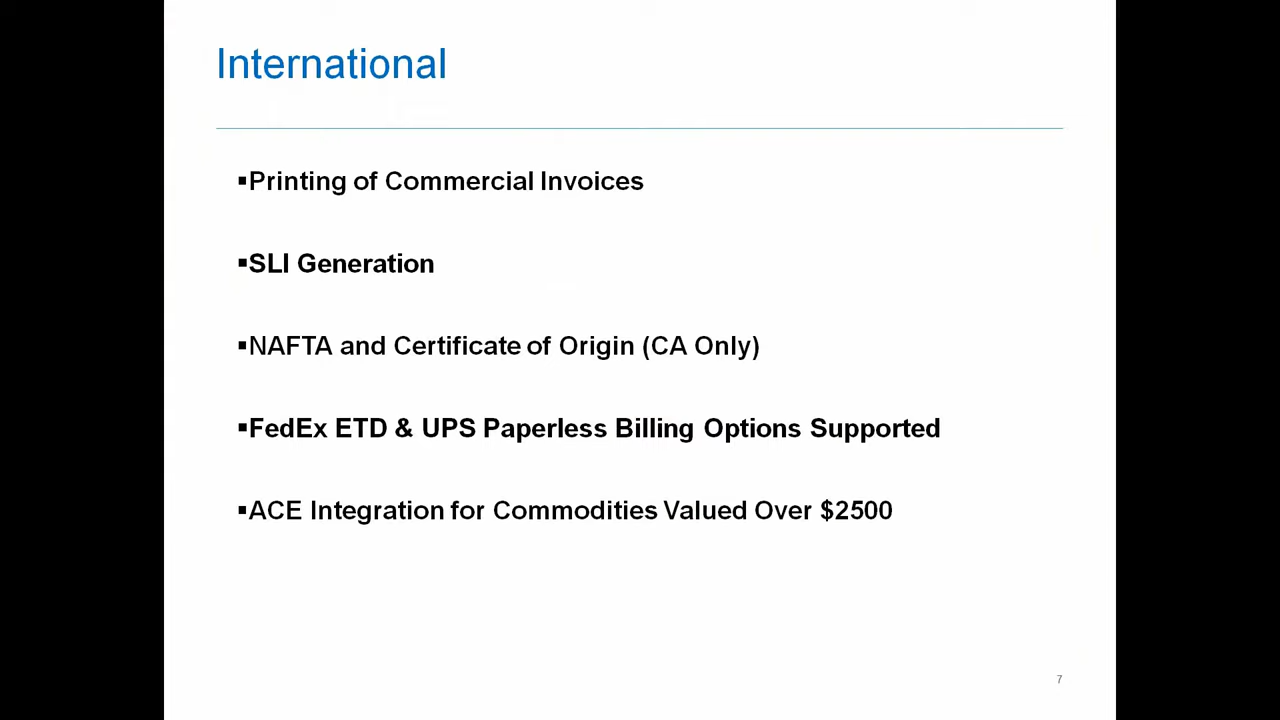 International
▪Printing of Commercial Invoices
▪SLI Generation
▪NAFTA and Certificate of Origin (CA Only)
▪FedEx ETD & UPS Paperless Billing Options Supported
▪ACE Integration for Commodities Valued Over $2500
7